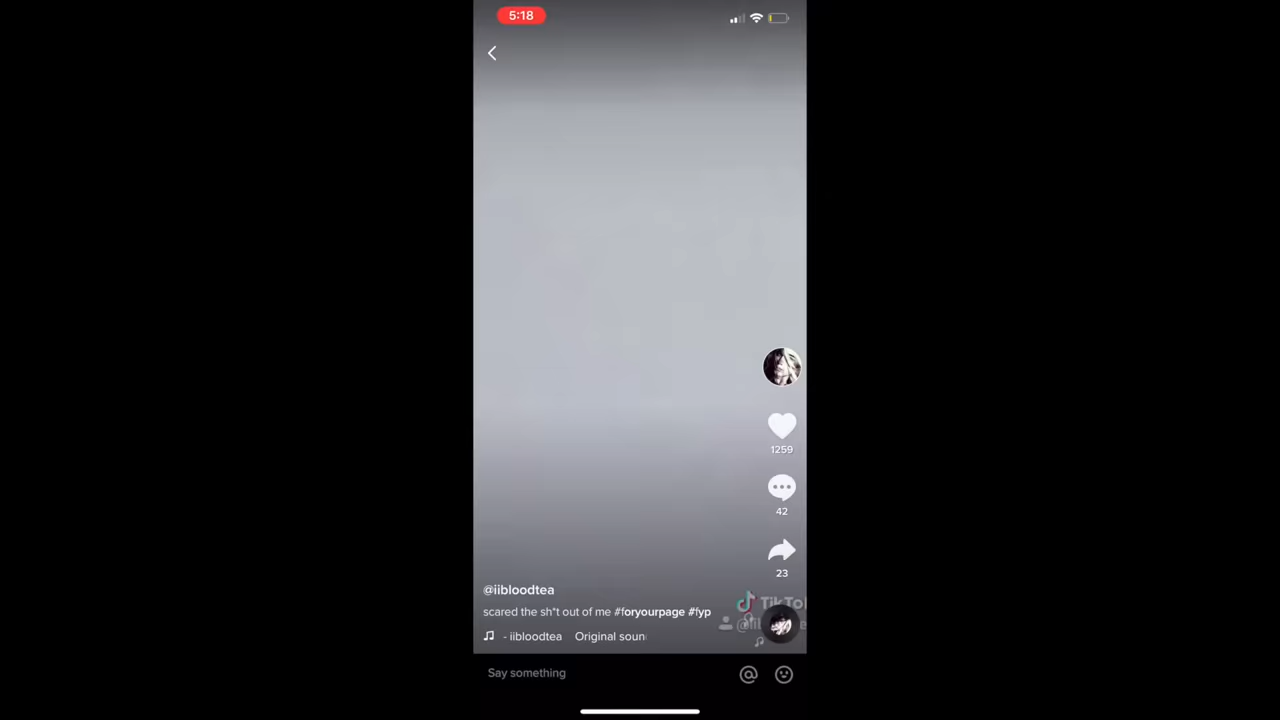 5:18
1259
42
23
@iibloodtea
scared the sh*t out of me #foryourpage #fyp
TikTo
- iibloodtea Original soun
Say something